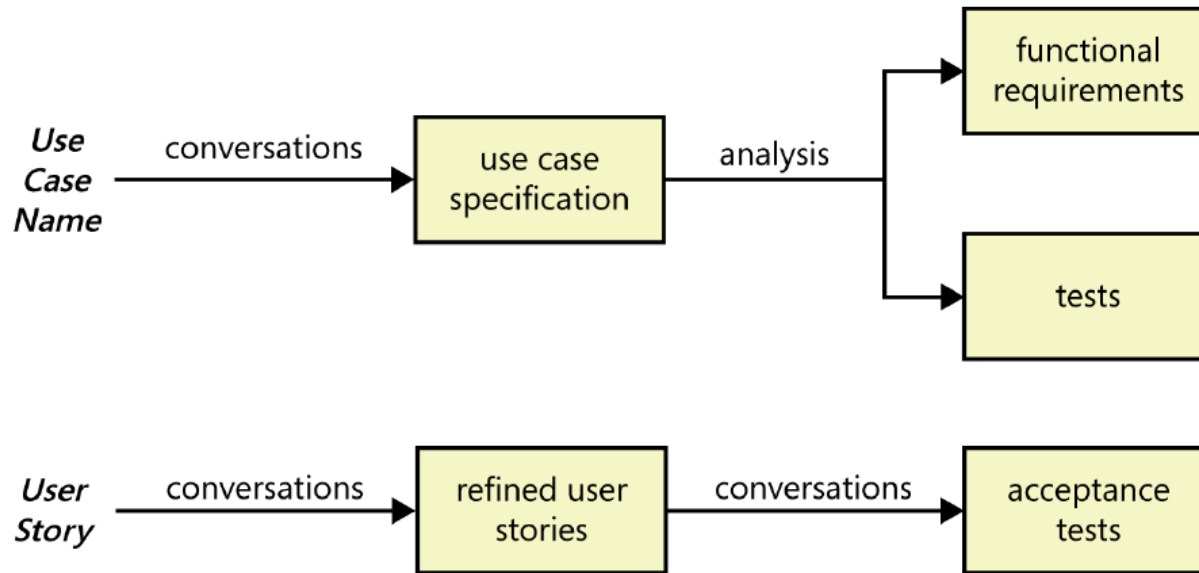 Use
Case
Name
conversations
use case
specification
analysis
functional
requirements
tests
User
Story
conversations
refined user
stories
conversations
acceptance
tests